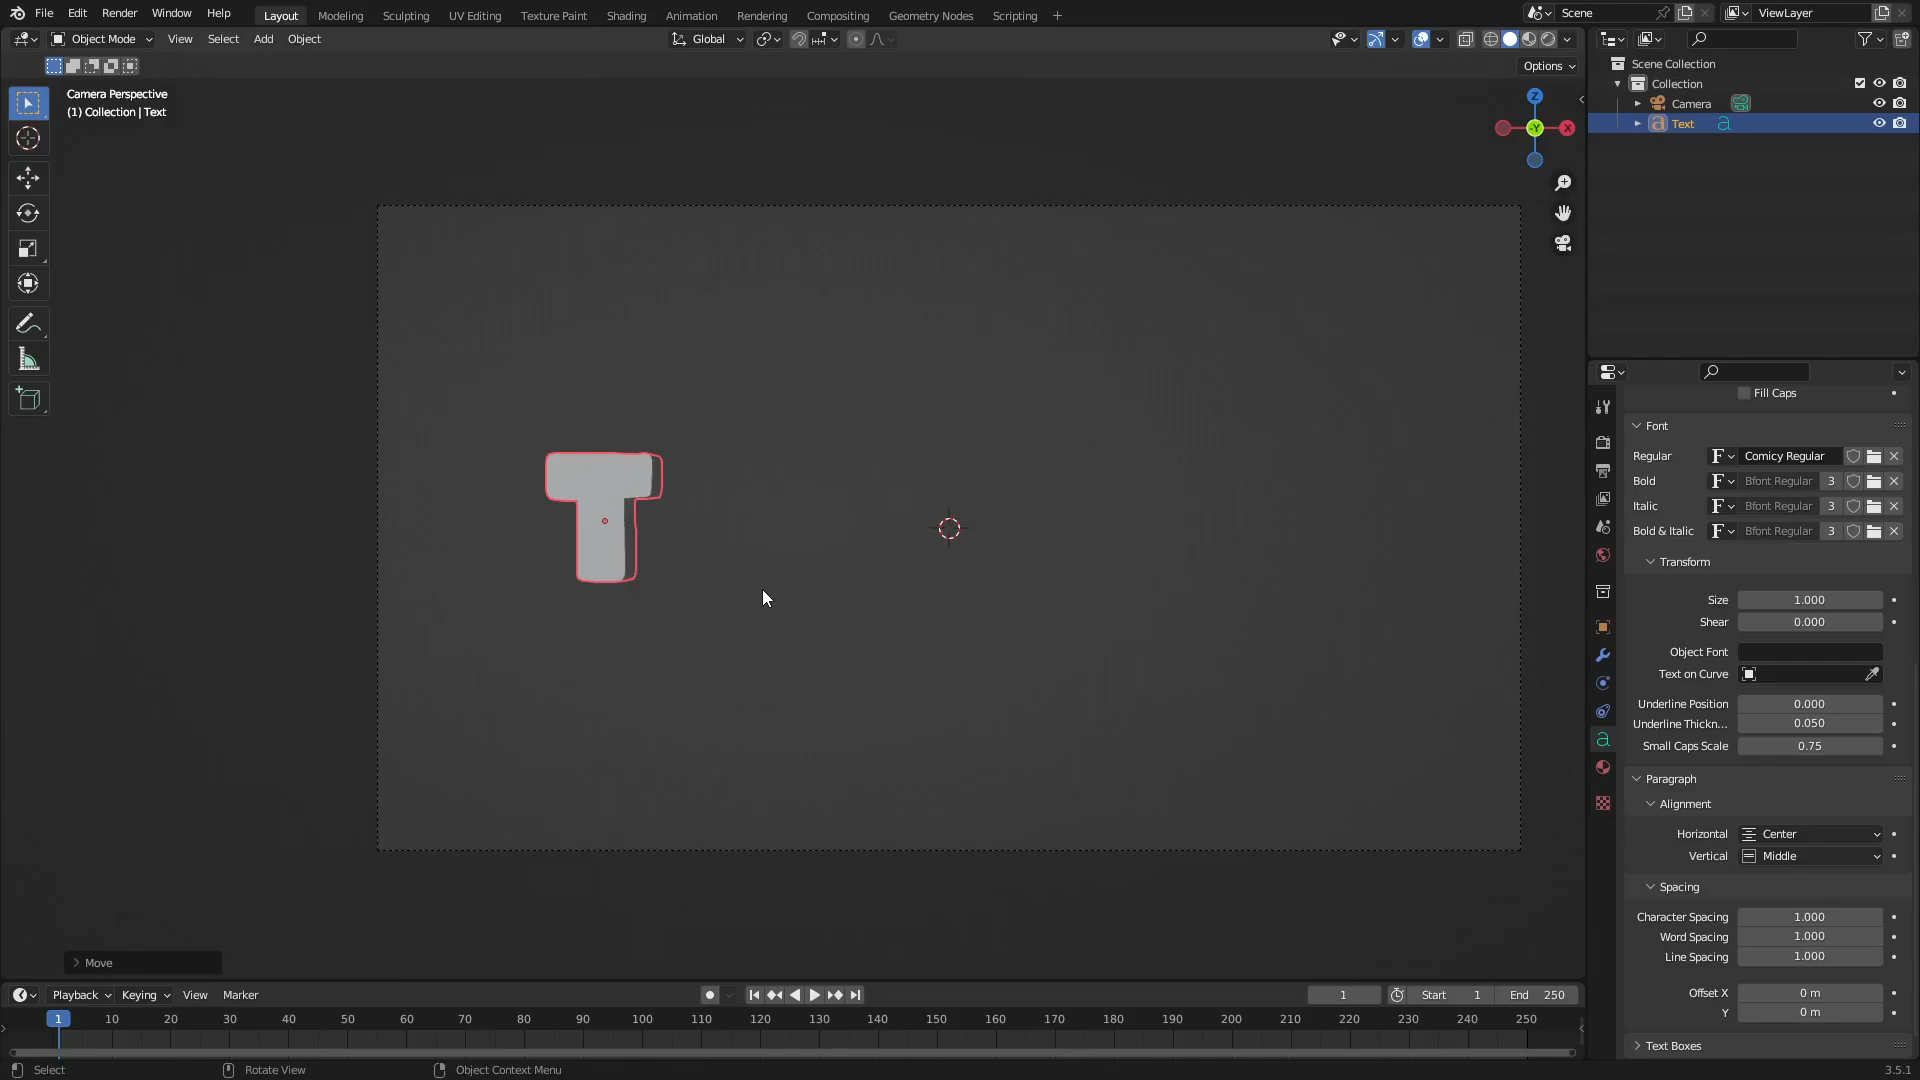 File Edit Render Window Help Layout Modeling Sculpting UV Editing Texture Paint Shading Animation Rendering Compositing Geometry Nodes Scripting + Scene ViewLayer
Object Mode View Select Add Object Global
Options
Camera Perspective
(1) Collection | Text
Z
-Y
X
T
Move
Scene Collection
Collection
Camera
Text
Fill Caps
Font
Regular Comicy Regular
Bold Bfont Regular 3
Italic Bfont Regular 3
Bold & Italic Bfont Regular 3
Transform
Size 1.000
Shear 0.000
Object Font
Text on Curve
Underline Position 0.000
Underline Thickn... 0.050
Small Caps Scale 0.75
Paragraph
Alignment
Horizontal Center
Vertical Middle
Spacing
Character Spacing 1.000
Word Spacing 1.000
Line Spacing 1.000
Offset X 0 m
Y 0 m
Text Boxes
Playback Keying View Marker 1 Start 1 End 250
1 10 20 30 40 50 60 70 80 90 100 110 120 130 140 150 160 170 180 190 200 210 220 230 240 250
Select Rotate View Object Context Menu 3.5.1